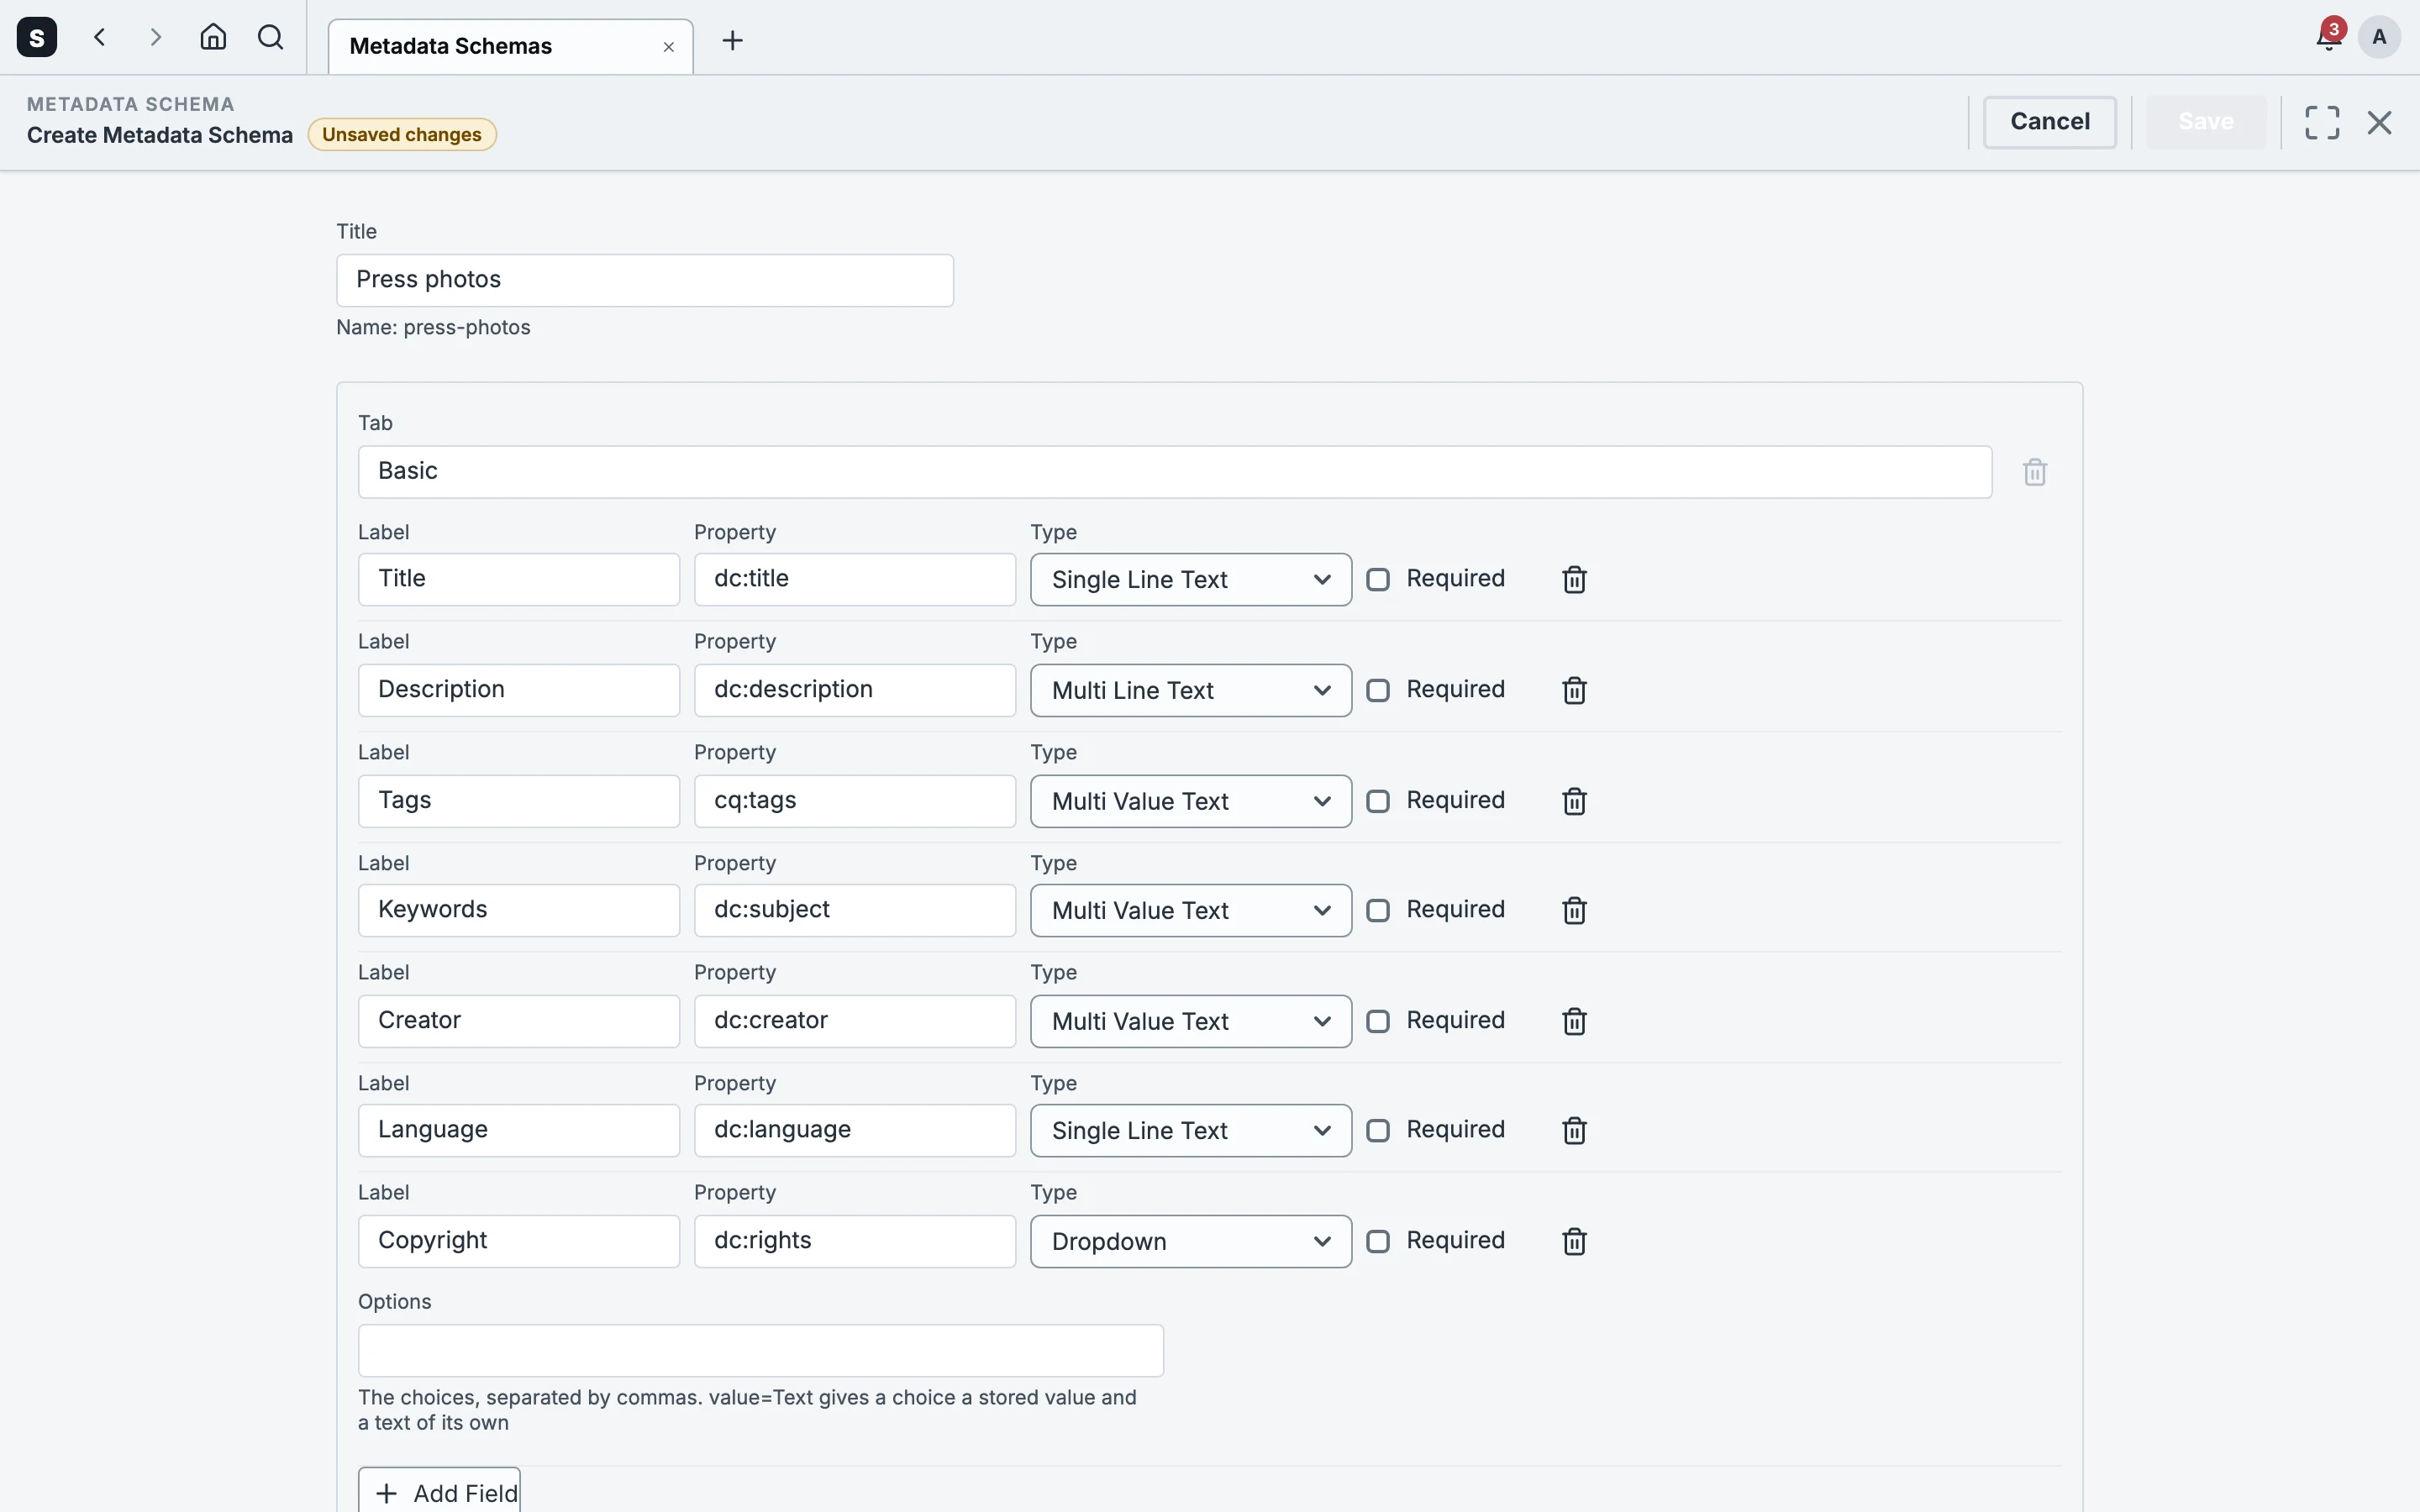 S
Metadata Schemas
3
A
METADATA SCHEMA
Create Metadata Schema
Unsaved changes
Cancel
Save
Title
Press photos
Name: press-photos
Tab
Basic
Label Property Type
Title dc:title Single Line Text Required
Label Property Type
Description dc:description Multi Line Text Required
Label Property Type
Tags cq:tags Multi Value Text Required
Label Property Type
Keywords dc:subject Multi Value Text Required
Label Property Type
Creator dc:creator Multi Value Text Required
Label Property Type
Language dc:language Single Line Text Required
Label Property Type
Copyright dc:rights Dropdown Required
Options
The choices, separated by commas. value=Text gives a choice a stored value and
a text of its own
Add Field